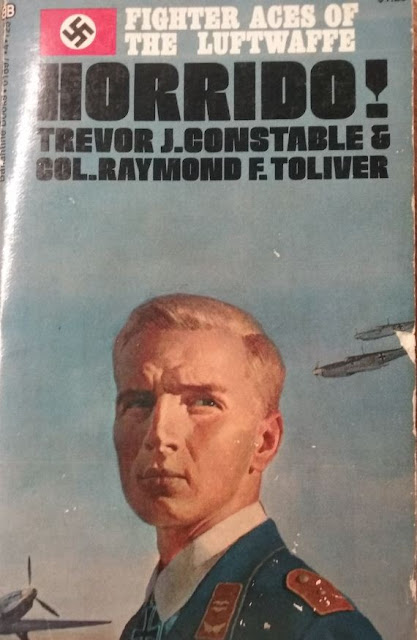 FIGHTER ACES OF
THE LUFTWAFFE
HORRIDO!
TREVOR J.CONSTABLE &
COL.RAYMOND F.TOLIVER